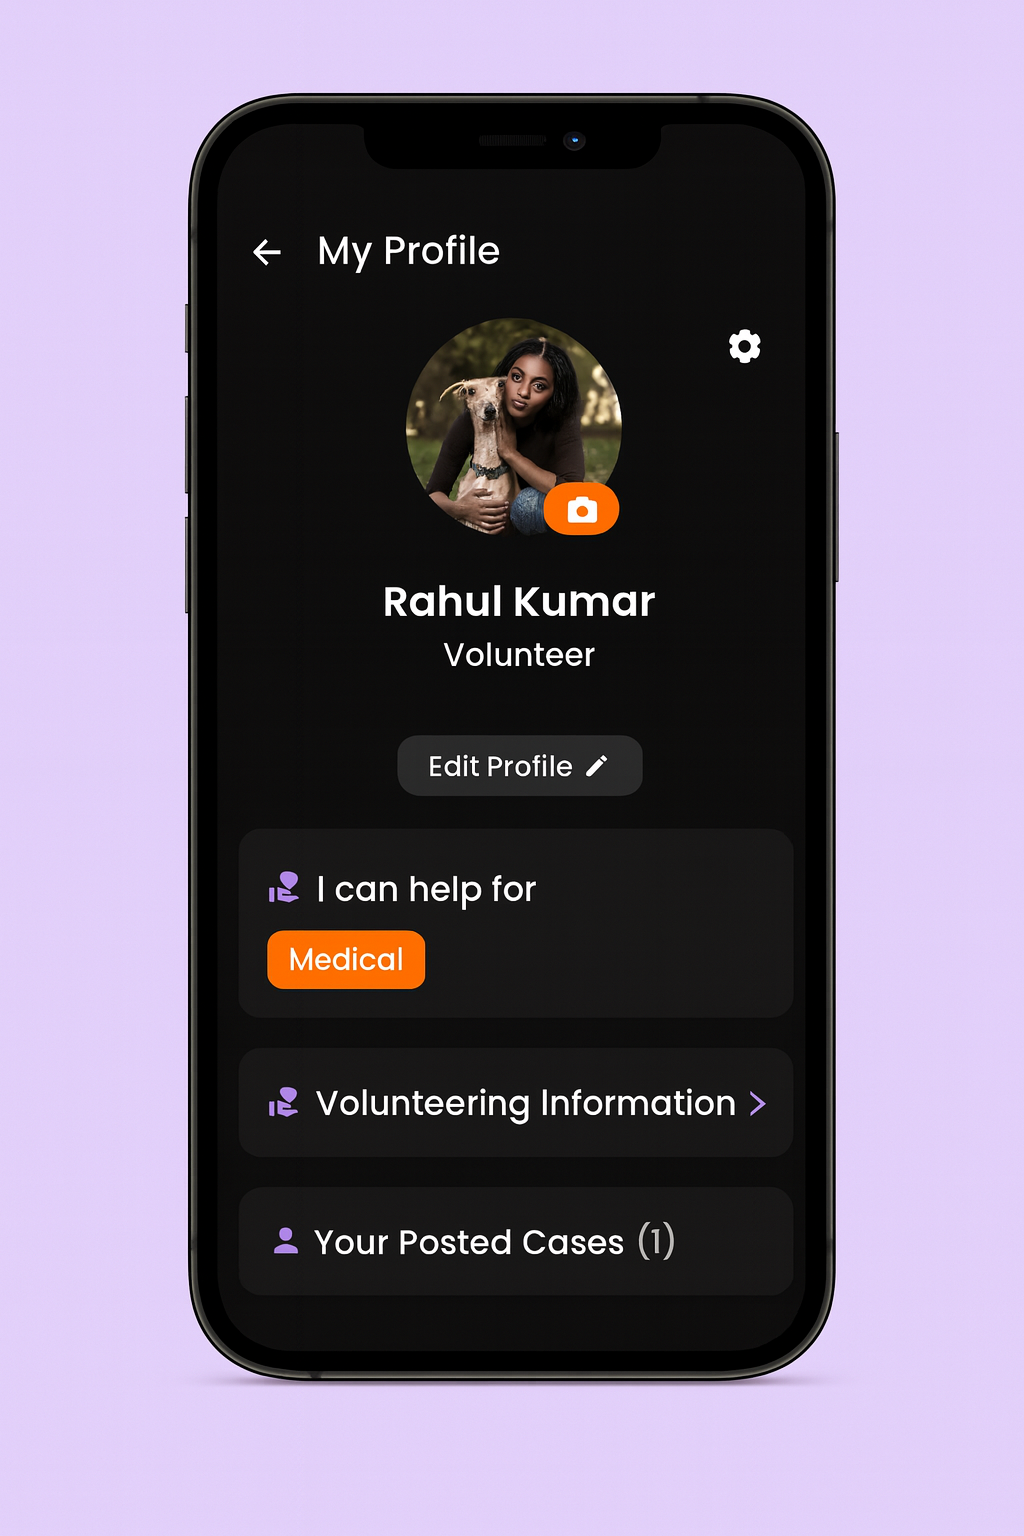 My Profile
Rahul Kumar
Volunteer
Edit Profile
I can help for
Medical
Volunteering Information
Your Posted Cases (1)